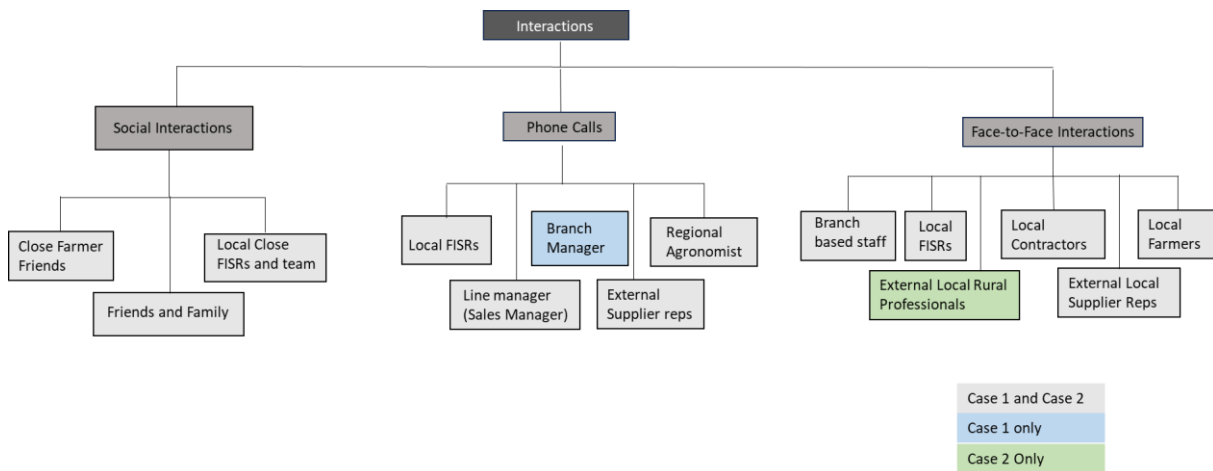 Interactions
Social Interactions
Phone Calls
Face-to-Face Interactions
Close Farmer
Friends
Friends and Family
Local Close
FISRs and team
Local FISRs
Line manager
(Sales Manager)
Branch
Manager
External
Supplier reps
Regional
Agronomist
Branch
based staff
Local
FISRs
External Local Rural
Professionals
Local
Contractors
External Local
Supplier Reps
Local
Farmers
Case 1 and Case 2
Case 1 only
Case 2 Only